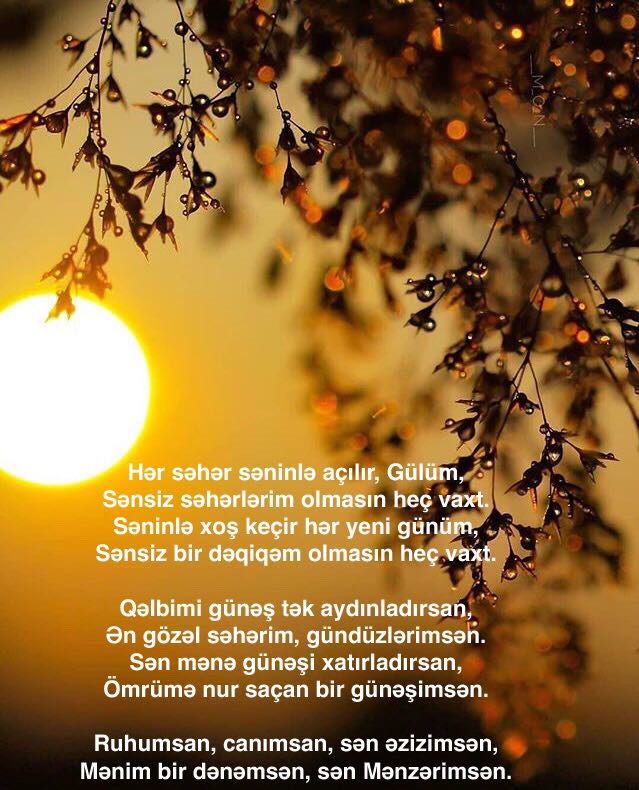 __M.G.N__
Hər səhər səninlə açılır, Gülüm,
Sənsiz səhərlərim olmasın heç vaxt.
Səninlə xoş keçir hər yeni günüm,
Sənsiz bir dəqiqəm olmasın heç vaxt.
Qəlbimi günəş tək aydınladırsan,
Ən gözəl səhərim, gündüzlərimsən.
Sən mənə günəşi xatırladırsan,
Ömrümə nur saçan bir günəşimsən.
Ruhumsan, canımsan, sən əzizimsən,
Mənim bir dənəmsən, sən Mənzərimsən.